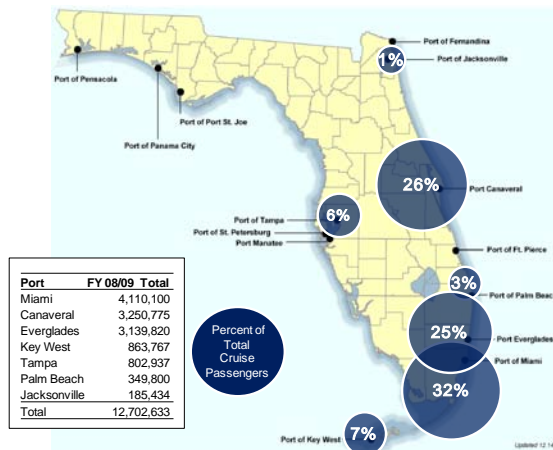 Port of Fernandina
Port of Jacksonville
1%
Port of Pensacola
Port of Port St. Joe
Port of Panama City
26%
Port Canaveral
6%
Port of Tampa
Port of St. Petersburg
Port Manatee
Port of Ft. Pierce
3%
Port of Palm Beach
25%
Port Everglades
Port of Miami
32%
7%
Port of Key West
Port FY 08/09 Total
Miami 4,110,100
Canaveral 3,250,775
Everglades 3,139,820
Key West 863,767
Tampa 802,937
Palm Beach 349,800
Jacksonville 185,434
Total 12,702,633
Percent of
Total
Cruise
Passengers
Updated 12.14